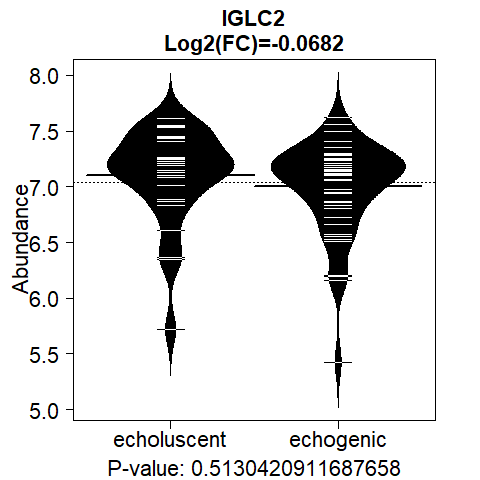 IGLC2
Log2(FC)=-0.0682
Abundance
8.0
7.5
7.0
6.5
6.0
5.5
5.0
echoluscent echogenic
P-value: 0.5130420911687658